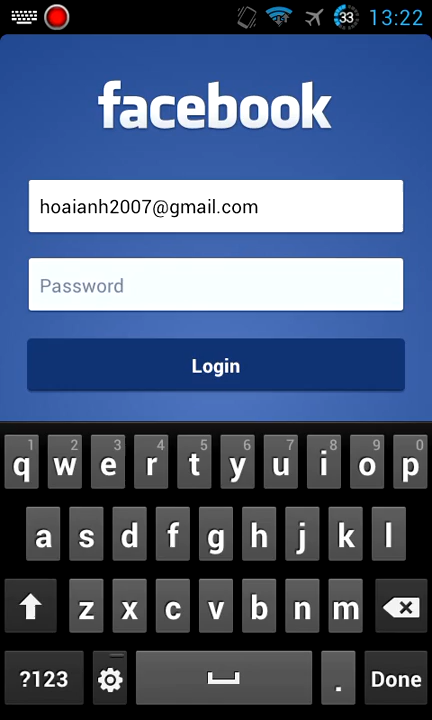 33 13:22
facebook
hoaianh2007@gmail.com
Password
Login
1 2 3 4 5 6 7 8 9 0
q w e r t y u i o p
a s d f g h j k l
z x c v b n m
?123 . Done